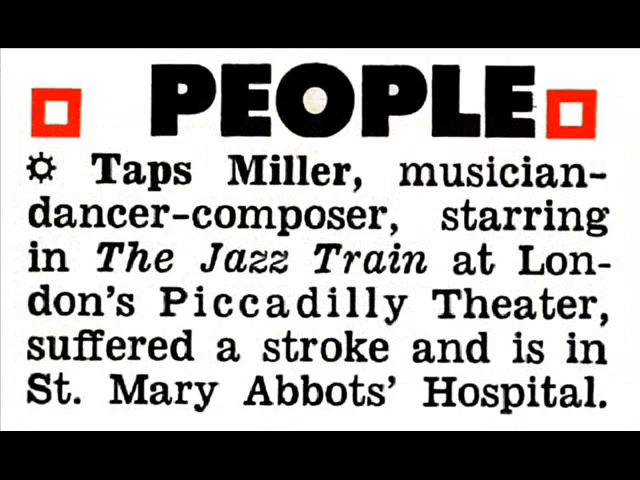 PEOPLE
Taps Miller, musician-
dancer-composer, starring
in The Jazz Train at Lon-
don's Piccadilly Theater,
suffered a stroke and is in
St. Mary Abbots' Hospital.